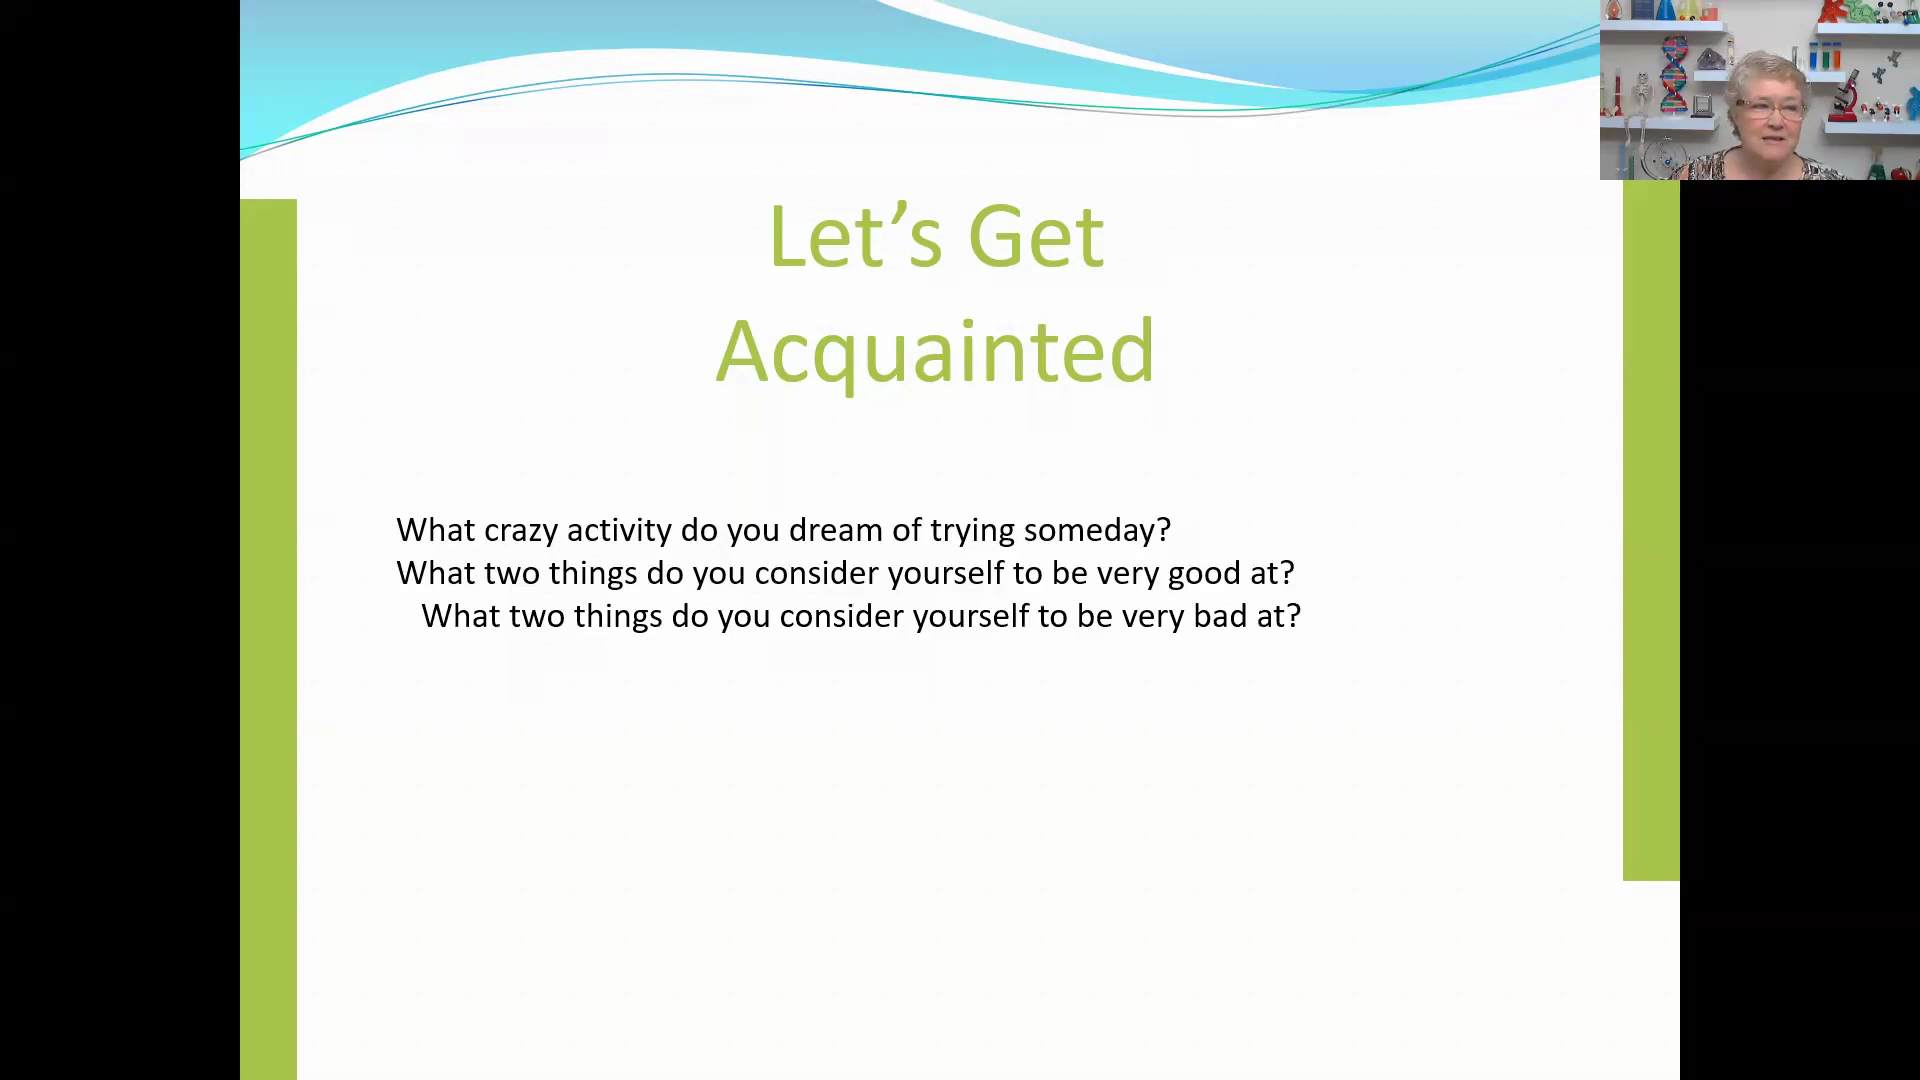 Let’s Get
Acquainted
What crazy activity do you dream of trying someday?
What two things do you consider yourself to be very good at?
What two things do you consider yourself to be very bad at?